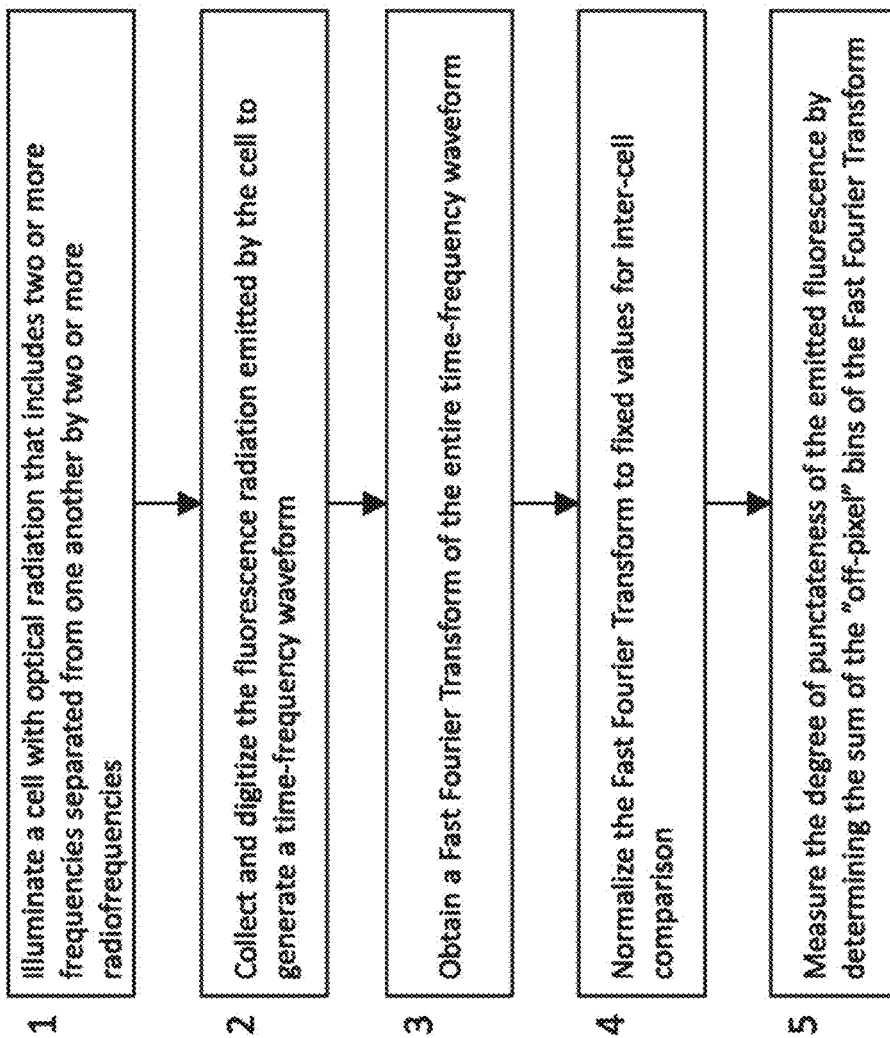 1
Illuminate a cell with optical radiation that includes two or more
frequencies separated from one another by two or more
radiofrequencies
2
Collect and digitize the fluorescence radiation emitted by the cell to
generate a time-frequency waveform
3
Obtain a Fast Fourier Transform of the entire time-frequency waveform
4
Normalize the Fast Fourier Transform to fixed values for inter-cell
comparison
5
Measure the degree of punctateness of the emitted fluorescence by
determining the sum of the "off-pixel" bins of the Fast Fourier Transform